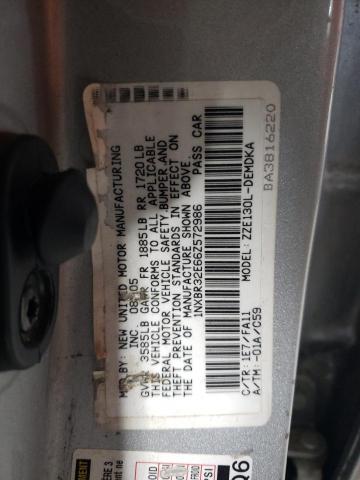 MFD.BY: NEW UNITED MOTOR MANUFACTURING
INC. 08/05
GVWR 3585LB GAWR FR 1885LB RR 1720LB
THIS VEHICLE CONFORMS TO ALL APPLICABLE
FEDERAL MOTOR VEHICLE SAFETY,BUMPER,AND
THEFT PREVENTION STANDARDS IN EFFECT ON
THE DATE OF MANUFACTURE SHOWN ABOVE.
1NXBR32E66Z572986 PASS CAR
MODEL: ZZE130L-DEMDKA
C/TR: 1E7/FA11
A/TM: -01A/C59
BA3816220